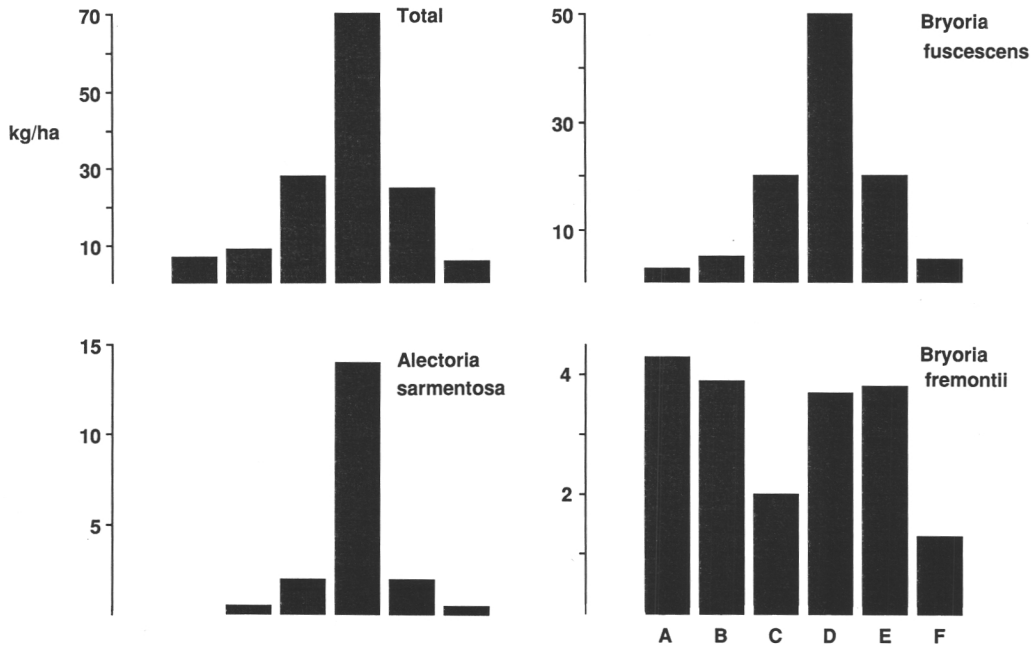 70
50
kg/ha
30
10
Total
50
30
10
Bryoria
fuscescens
15
10
5
Alectoria
sarmentosa
4
2
Bryoria
fremontii
A B C D E F